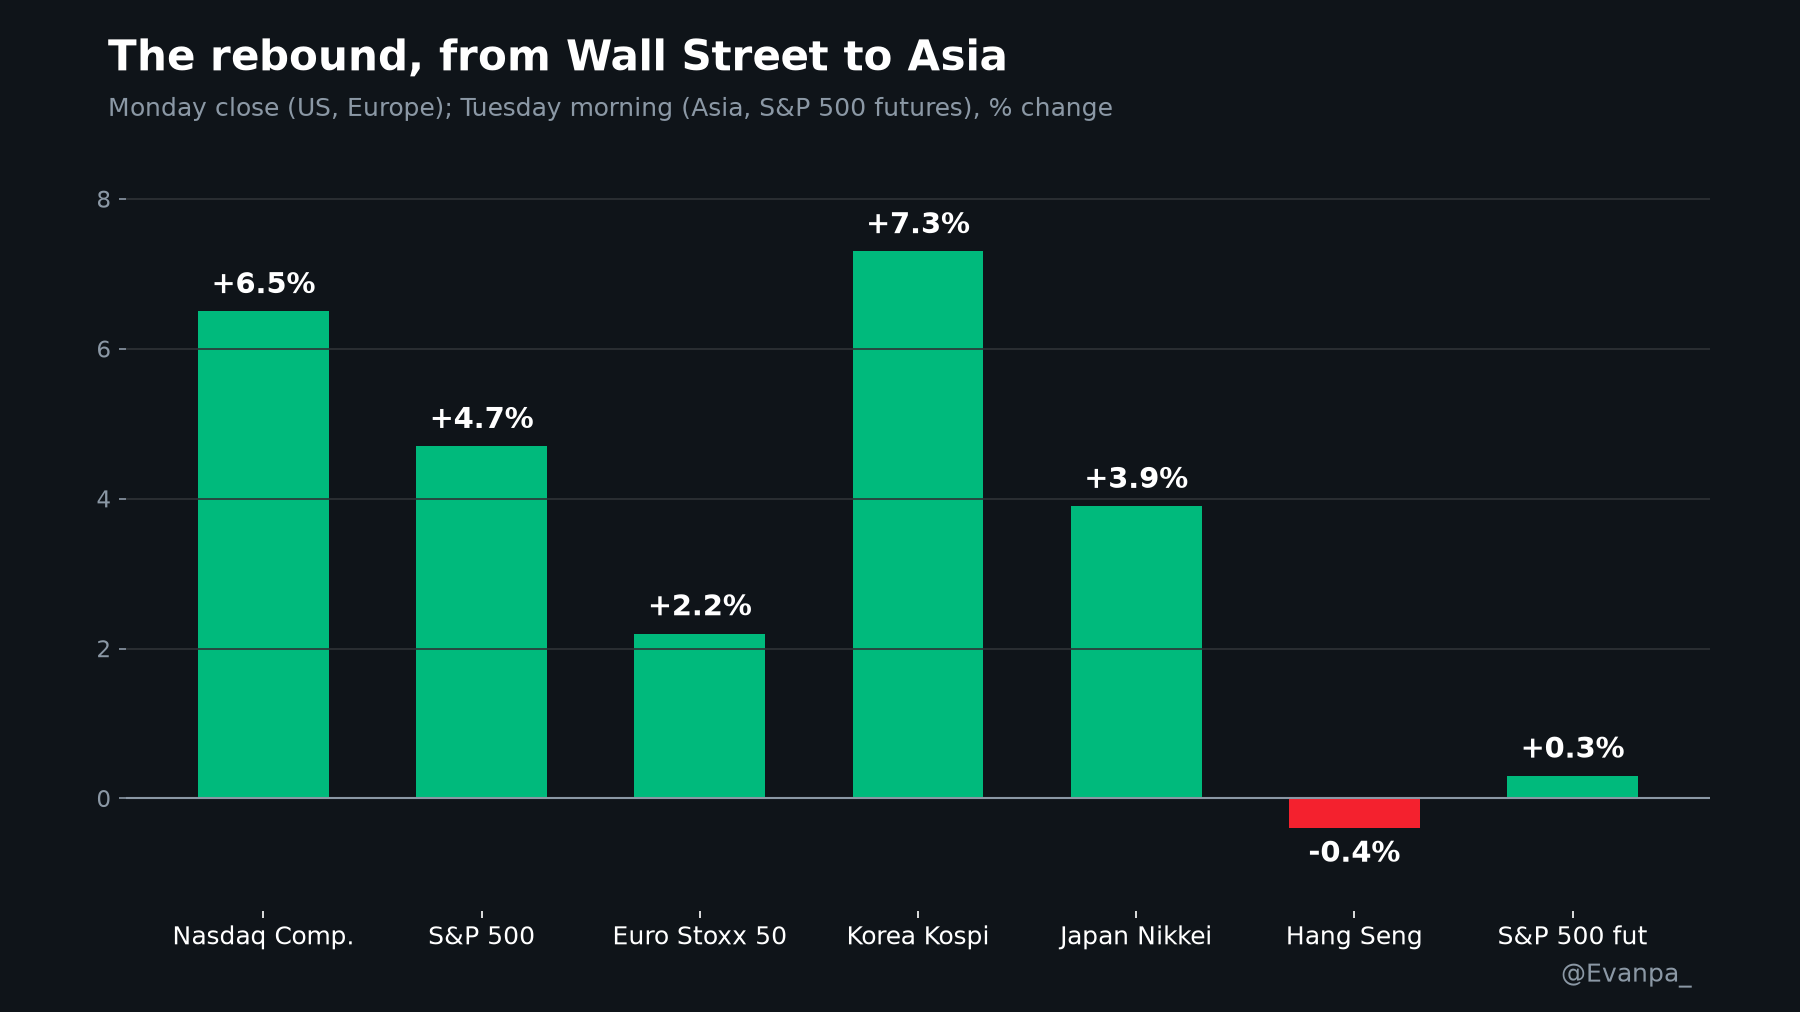 The rebound, from Wall Street to Asia
Monday close (US, Europe); Tuesday morning (Asia, S&P 500 futures), % change
8
6
4
2
0
+6.5%
+4.7%
+2.2%
+7.3%
+3.9%
-0.4%
+0.3%
Nasdaq Comp.
S&P 500
Euro Stoxx 50
Korea Kospi
Japan Nikkei
Hang Seng
S&P 500 fut
@Evanpa_